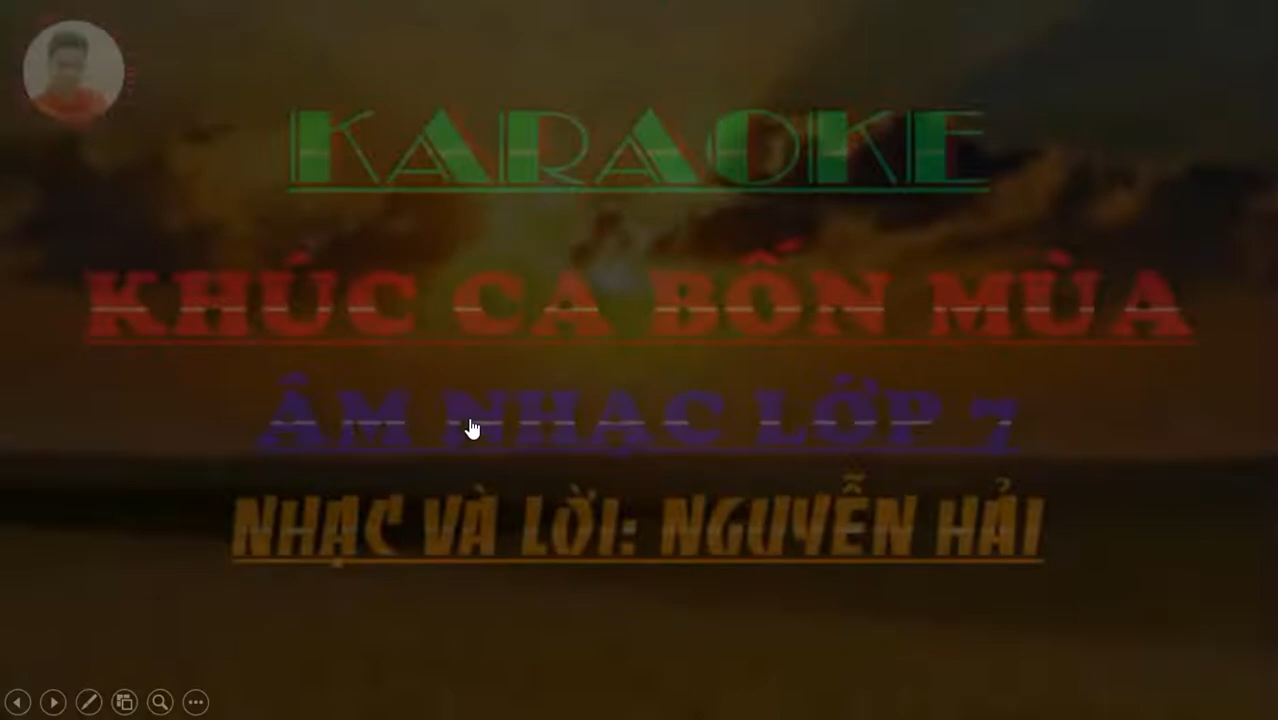 KARAOKE
KHÚC CA BỐN MÙA
ÂM NHẠC LỚP 7
NHẠC VÀ LỜI: NGUYỄN HẢI